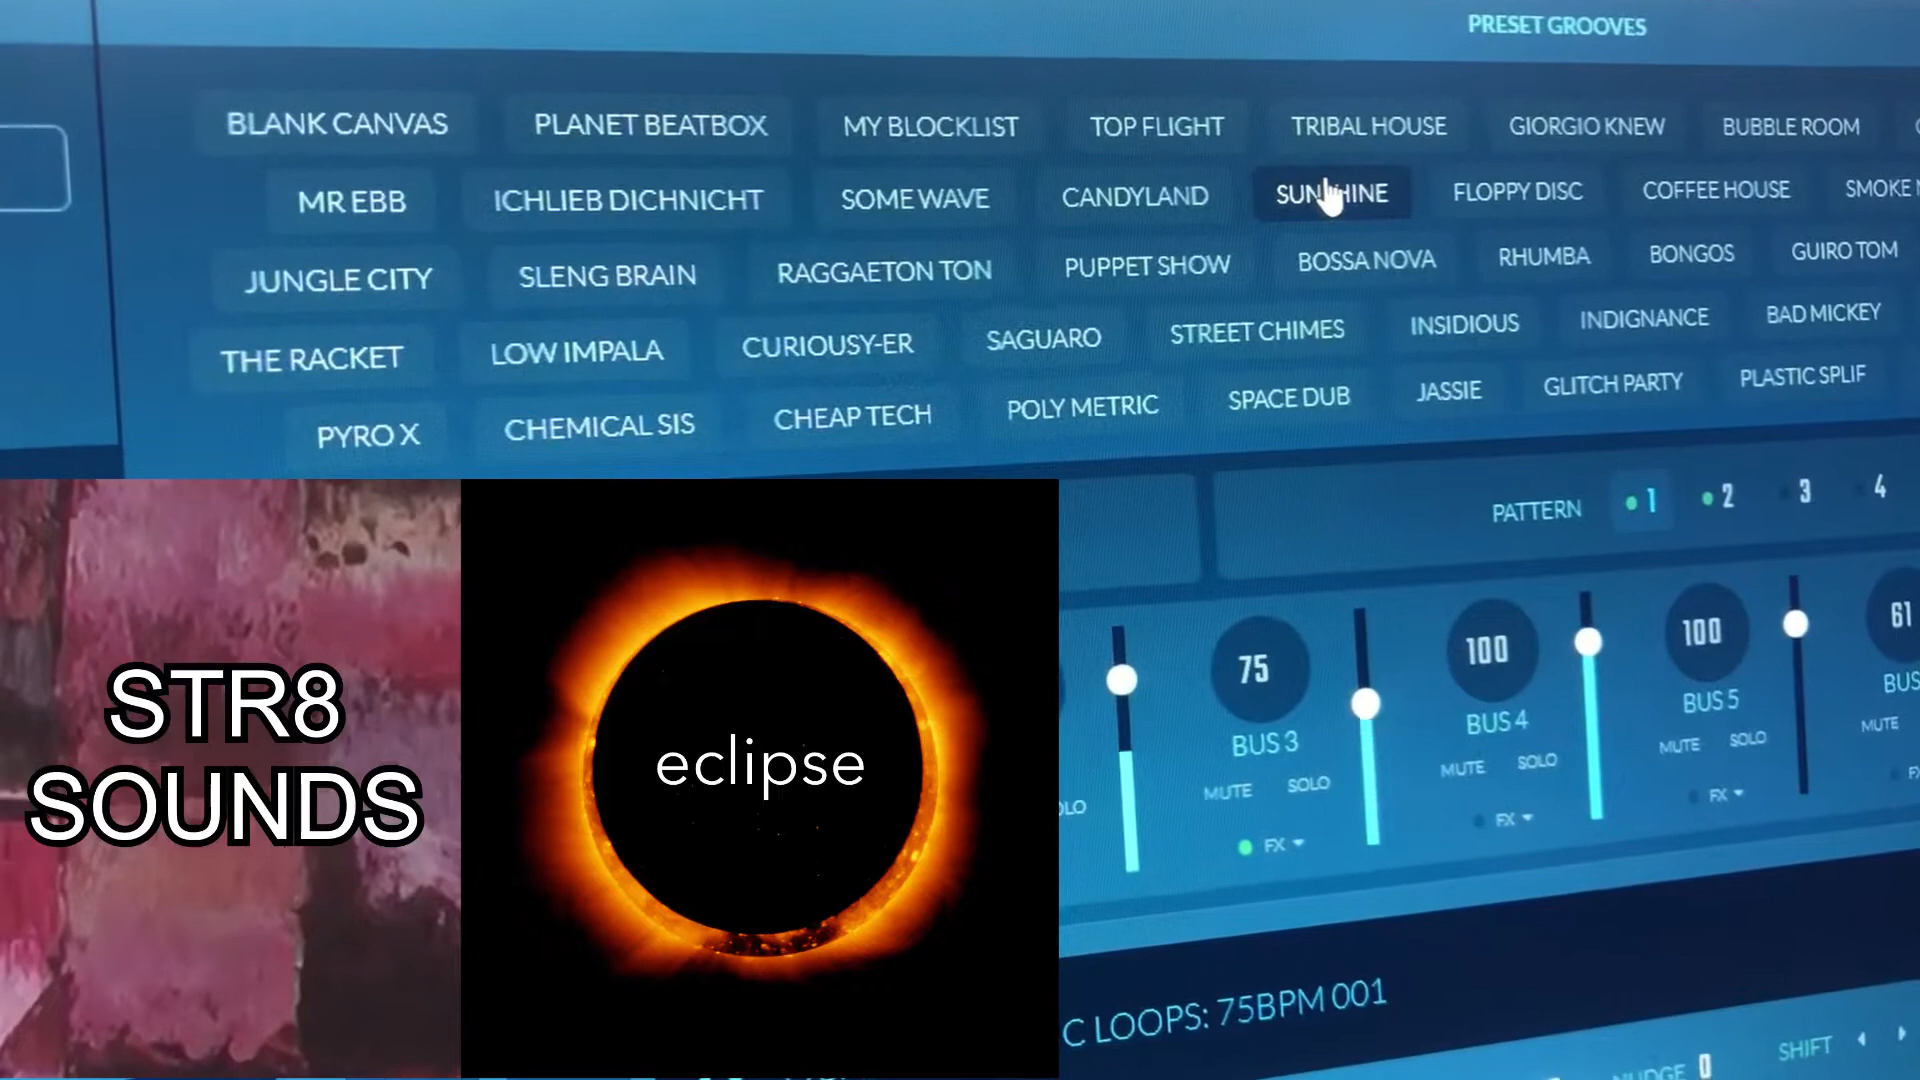 PRESET GROOVES
BLANK CANVAS PLANET BEATBOX MY BLOCKLIST TOP FLIGHT TRIBAL HOUSE GIORGIO KNEW BUBBLE ROOM
MR EBB ICHLIEB DICHNICHT SOME WAVE CANDYLAND SUNSHINE FLOPPY DISC COFFEE HOUSE SMOKE
JUNGLE CITY SLENG BRAIN RAGGAETON TON PUPPET SHOW BOSSA NOVA RHUMBA BONGOS GUIRO TOM
THE RACKET LOW IMPALA CURIOUSY-ER SAGUARO STREET CHIMES INSIDIOUS INDIGNANCE BAD MICKEY
PYRO X CHEMICAL SIS CHEAP TECH POLY METRIC SPACE DUB JASSIE GLITCH PARTY PLASTIC SPLIF
PATTERN 1 2 3 4
75 100 100 61
BUS 3 BUS 4 BUS 5 BUS
MUTE SOLO MUTE SOLO MUTE SOLO MUTE
FX FX FX
STR8
SOUNDS
eclipse
C LOOPS: 75BPM 001
NUDGE 0 SHIFT